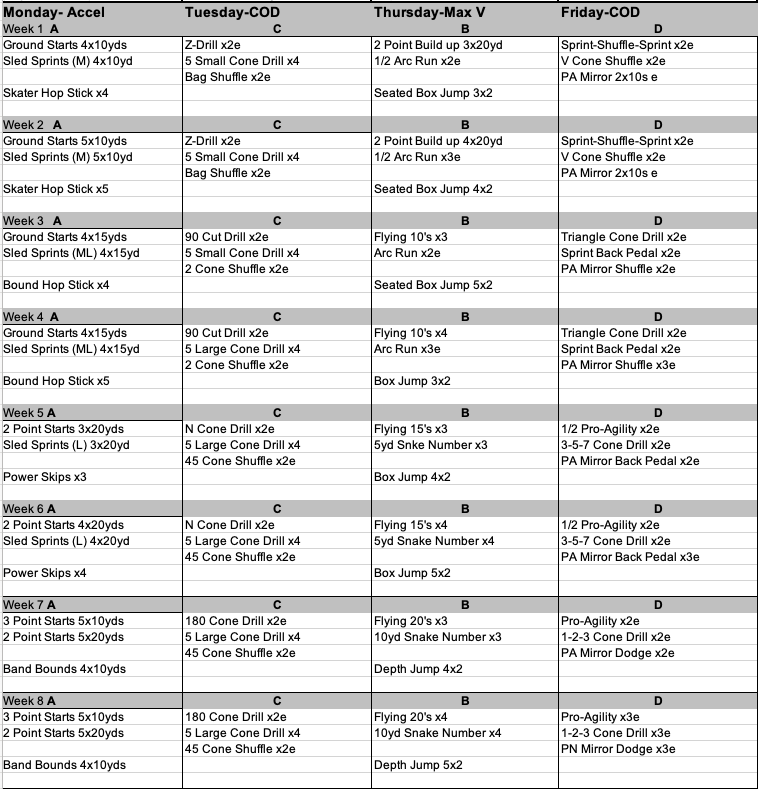 Monday- Accel Tuesday-COD Thursday-Max V Friday-COD
Week 1 A C B D
Ground Starts 4x10yds Z-Drill x2e 2 Point Build up 3x20yd Sprint-Shuffle-Sprint x2e
Sled Sprints (M) 4x10yd 5 Small Cone Drill x4 1/2 Arc Run x2e V Cone Shuffle x2e
Bag Shuffle x2e PA Mirror 2x10s e
Skater Hop Stick x4 Seated Box Jump 3x2
Week 2 A C B D
Ground Starts 5x10yds Z-Drill x2e 2 Point Build up 4x20yd Sprint-Shuffle-Sprint x2e
Sled Sprints (M) 5x10yd 5 Small Cone Drill x4 1/2 Arc Run x3e V Cone Shuffle x2e
Bag Shuffle x2e PA Mirror 2x10s e
Skater Hop Stick x5 Seated Box Jump 4x2
Week 3 A C B D
Ground Starts 4x15yds 90 Cut Drill x2e Flying 10's x3 Triangle Cone Drill x2e
Sled Sprints (ML) 4x15yd 5 Small Cone Drill x4 Arc Run x2e Sprint Back Pedal x2e
2 Cone Shuffle x2e PA Mirror Shuffle x2e
Bound Hop Stick x4 Seated Box Jump 5x2
Week 4 A C B D
Ground Starts 4x15yds 90 Cut Drill x2e Flying 10's x4 Triangle Cone Drill x2e
Sled Sprints (ML) 4x15yd 5 Large Cone Drill x4 Arc Run x3e Sprint Back Pedal x2e
2 Cone Shuffle x2e PA Mirror Shuffle x3e
Bound Hop Stick x5 Box Jump 3x2
Week 5 A C B D
2 Point Starts 3x20yds N Cone Drill x2e Flying 15's x3 1/2 Pro-Agility x2e
Sled Sprints (L) 3x20yd 5 Large Cone Drill x4 5yd Snke Number x3 3-5-7 Cone Drill x2e
45 Cone Shuffle x2e PA Mirror Back Pedal x2e
Power Skips x3 Box Jump 4x2
Week 6 A C B D
2 Point Starts 4x20yds N Cone Drill x2e Flying 15's x4 1/2 Pro-Agility x2e
Sled Sprints (L) 4x20yd 5 Large Cone Drill x4 5yd Snake Number x4 3-5-7 Cone Drill x2e
45 Cone Shuffle x2e PA Mirror Back Pedal x3e
Power Skips x4 Box Jump 5x2
Week 7 A C B D
3 Point Starts 5x10yds 180 Cone Drill x2e Flying 20's x3 Pro-Agility x2e
2 Point Starts 5x20yds 5 Large Cone Drill x4 10yd Snake Number x3 1-2-3 Cone Drill x2e
45 Cone Shuffle x2e PA Mirror Dodge x2e
Band Bounds 4x10yds Depth Jump 4x2
Week 8 A C B D
3 Point Starts 5x10yds 180 Cone Drill x2e Flying 20's x4 Pro-Agility x3e
2 Point Starts 5x20yds 5 Large Cone Drill x4 10yd Snake Number x4 1-2-3 Cone Drill x3e
45 Cone Shuffle x2e PN Mirror Dodge x3e
Band Bounds 4x10yds Depth Jump 5x2